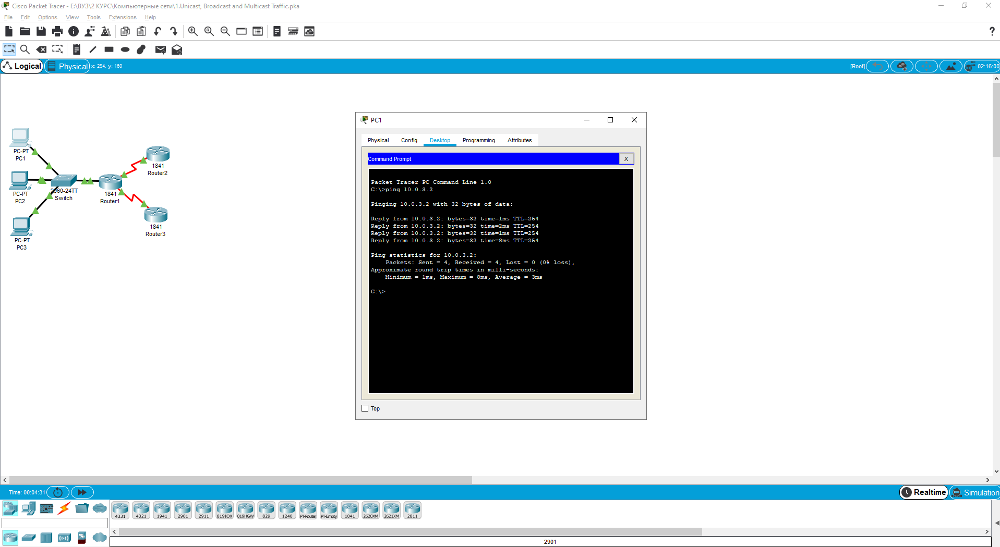 Cisco Packet Tracer - E:\ВУЗ\2 КУРС\Компьютерные сети\1.Unicast, Broadcast and Multicast Traffic.pka
File Edit Options View Tools Extensions Help
Logical Physical x: 294, y: 160 [Root] 02:16:00
PC-PT
PC1
PC-PT
PC2
PC-PT
PC3
2960-24TT
Switch
1841
Router1
1841
Router2
1841
Router3
PC1
Physical Config Desktop Programming Attributes
Command Prompt X
Packet Tracer PC Command Line 1.0
C:\>ping 10.0.3.2
Pinging 10.0.3.2 with 32 bytes of data:
Reply from 10.0.3.2: bytes=32 time=1ms TTL=254
Reply from 10.0.3.2: bytes=32 time=2ms TTL=254
Reply from 10.0.3.2: bytes=32 time=1ms TTL=254
Reply from 10.0.3.2: bytes=32 time=8ms TTL=254
Ping statistics for 10.0.3.2:
Packets: Sent = 4, Received = 4, Lost = 0 (0% loss),
Approximate round trip times in milli-seconds:
Minimum = 1ms, Maximum = 8ms, Average = 3ms
C:\>
Top
Time: 00:04:31 Realtime Simulation
4331 4321 1941 2901 2911 819IOX 819HGW 829 1240 PT-Router PT-Empty 1841 2620XM 2621XM 2811
2901